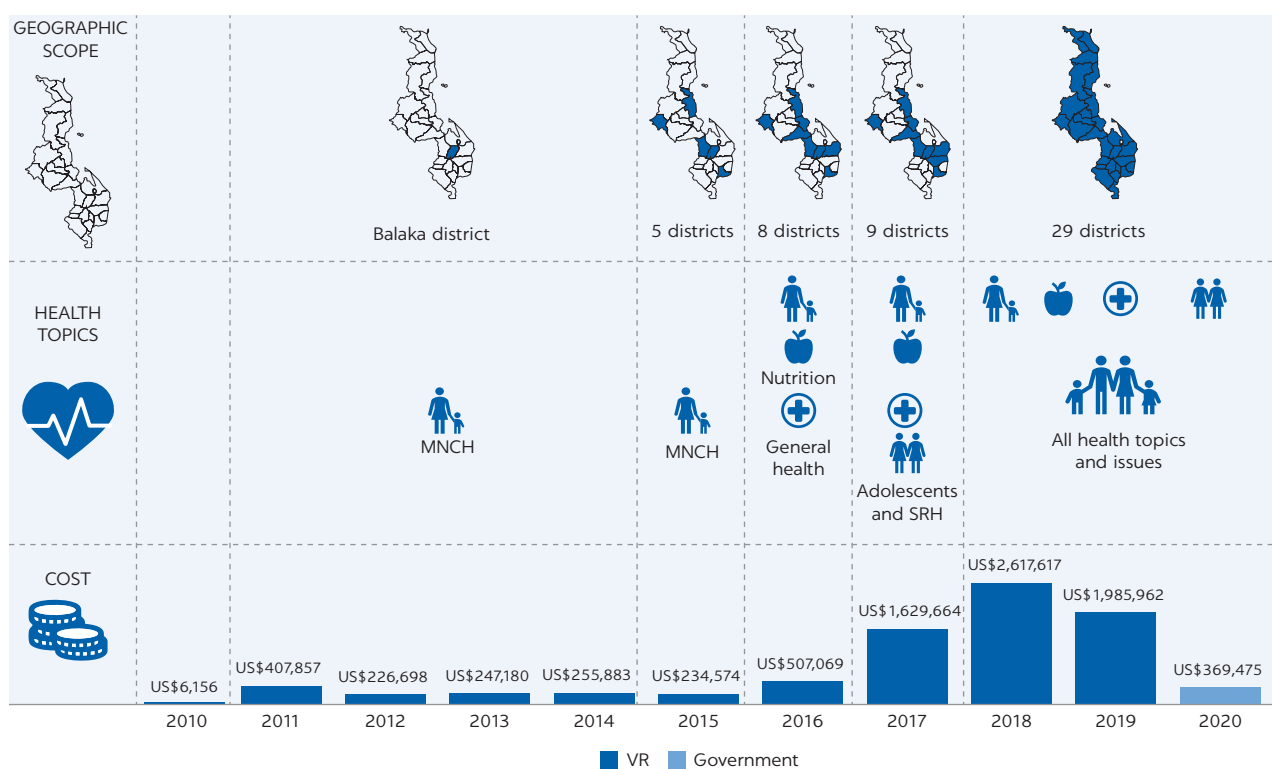 GEOGRAPHIC
SCOPE
Balaka district
5 districts
8 districts
9 districts
29 districts
HEALTH
TOPICS
MNCH
MNCH
Nutrition
General
health
Adolescents
and SRH
All health topics
and issues
COST
US$6,156
US$407,857
US$226,698
US$247,180
US$255,883
US$234,574
US$507,069
US$1,629,664
US$2,617,617
US$1,985,962
US$369,475
2010
2011
2012
2013
2014
2015
2016
2017
2018
2019
2020
VR
Government